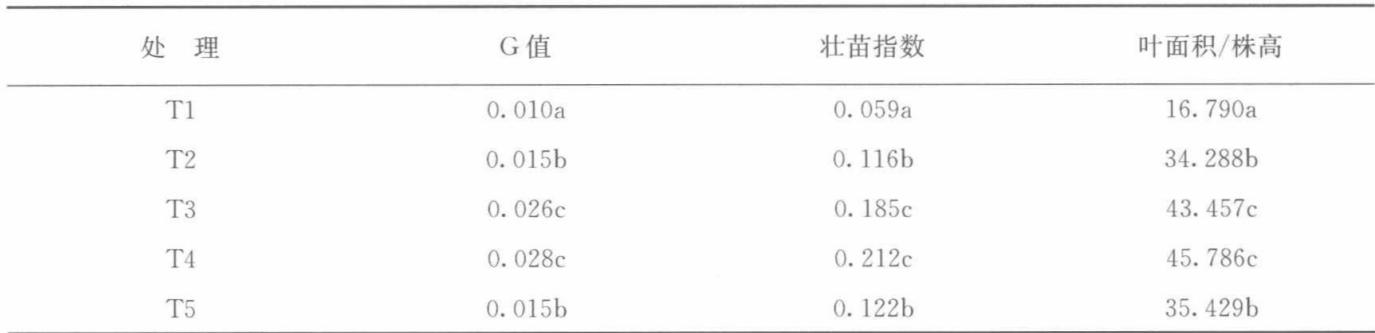 处 理 G值 壮苗指数 叶面积/株高
T1 0.010a 0.059a 16.790a
T2 0.015b 0.116b 34.288b
T3 0.026c 0.185c 43.457c
T4 0.028c 0.212c 45.786c
T5 0.015b 0.122b 35.429b